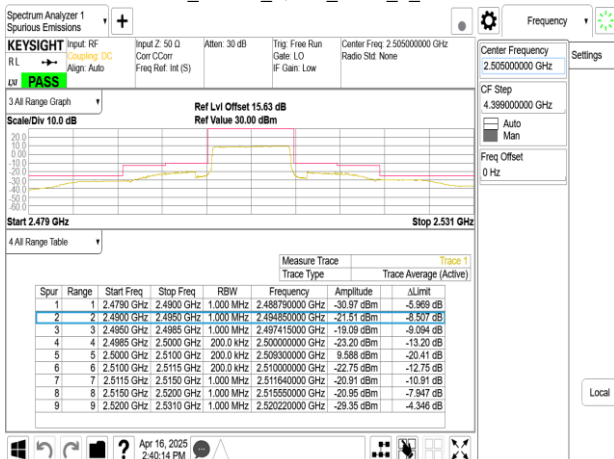 Spectrum Analyzer 1
Spurious Emissions
Frequency
KEYSIGHT Input: RF Input Z: 50 Ω Atten: 30 dB Trig: Free Run Center Freq: 2.505000000 GHz
RL Coupling: DC Corr CCorr Gate: LO Radio Std: None
Align: Auto Freq Ref: Int (S) IF Gain: Low
LXI PASS
Center Frequency
2.505000000 GHz
Settings
CF Step
4.399000000 GHz
Auto
Man
Freq Offset
0 Hz
3 All Range Graph
Ref Lvl Offset 15.63 dB
Scale/Div 10.0 dB Ref Value 30.00 dBm
20.0
10.0
0.00
-10.0
-20.0
-30.0
-40.0
-50.0
-60.0
Start 2.479 GHz Stop 2.531 GHz
4 All Range Table
Measure Trace Trace 1
Trace Type Trace Average (Active)
Spur Range Start Freq Stop Freq RBW Frequency Amplitude ΔLimit
1 1 2.4790 GHz 2.4900 GHz 1.000 MHz 2.488790000 GHz -30.97 dBm -5.969 dB
2 2 2.4900 GHz 2.4950 GHz 1.000 MHz 2.494850000 GHz -21.51 dBm -8.507 dB
3 3 2.4950 GHz 2.4985 GHz 1.000 MHz 2.497415000 GHz -19.09 dBm -9.094 dB
4 4 2.4985 GHz 2.5000 GHz 200.0 kHz 2.500000000 GHz -23.20 dBm -13.20 dB
5 5 2.5000 GHz 2.5100 GHz 200.0 kHz 2.509300000 GHz 9.588 dBm -20.41 dB
6 6 2.5100 GHz 2.5115 GHz 200.0 kHz 2.510000000 GHz -22.75 dBm -12.75 dB
7 7 2.5115 GHz 2.5150 GHz 1.000 MHz 2.511640000 GHz -20.91 dBm -10.91 dB
8 8 2.5150 GHz 2.5200 GHz 1.000 MHz 2.515550000 GHz -20.95 dBm -7.947 dB
9 9 2.5200 GHz 2.5310 GHz 1.000 MHz 2.520220000 GHz -29.35 dBm -4.346 dB
Local
? Apr 16, 2025
2:40:14 PM